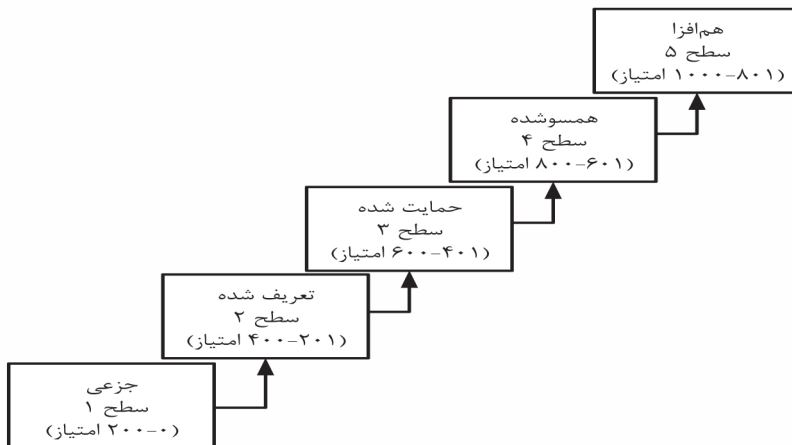 هم‌افزا
سطح ۵
(۸۰۱-۱۰۰۰ امتیاز)
همسوشده
سطح ۴
(۶۰۱-۸۰۰ امتیاز)
حمایت شده
سطح ۳
(۴۰۱-۶۰۰ امتیاز)
تعریف شده
سطح ۲
(۲۰۱-۴۰۰ امتیاز)
جزعی
سطح ۱
(۰-۲۰۰ امتیاز)